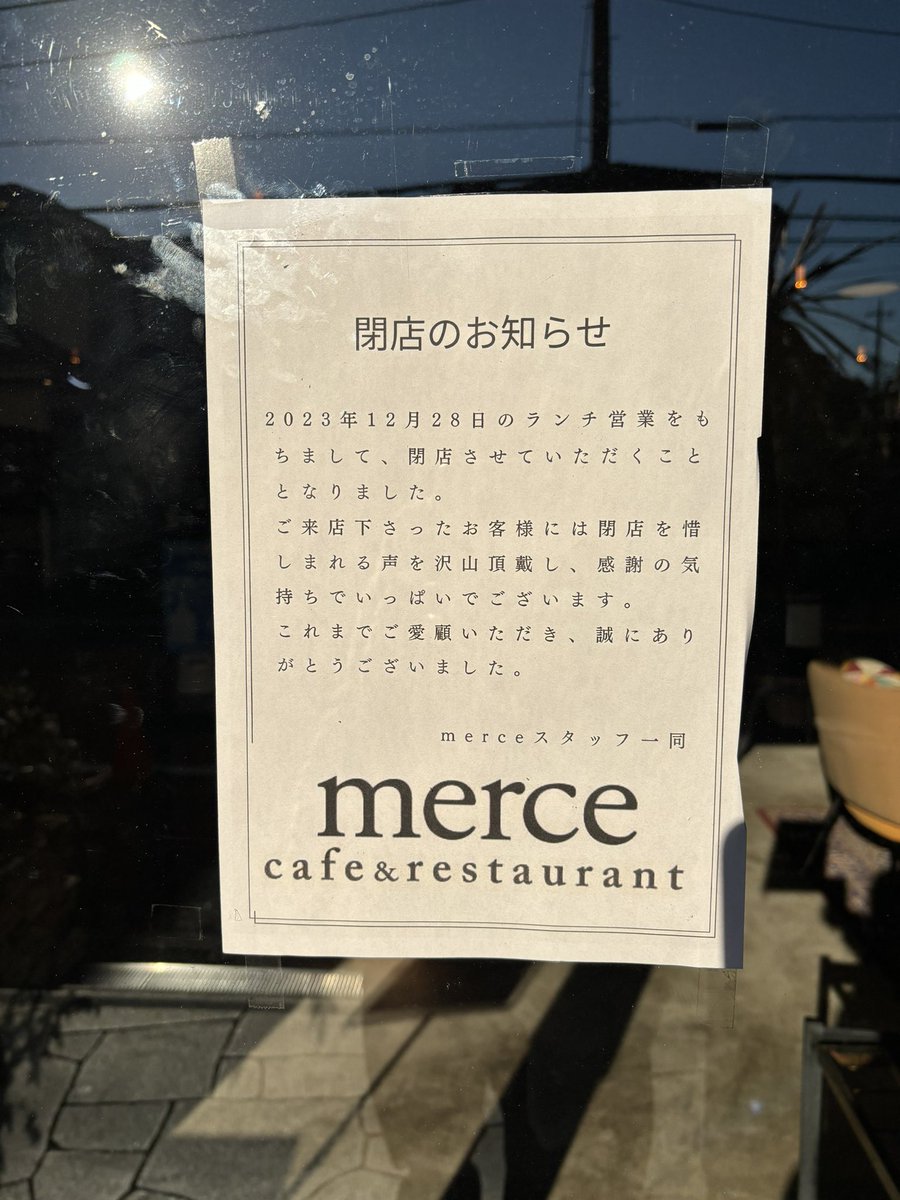 閉店のお知らせ
2023年12月28日のランチ営業をも
ちまして、閉店させていただくこと
となりました。
ご来店下さったお客様には閉店を惜
しまれる声を沢山頂戴し、感謝の気
持ちでいっぱいでございます。
これまでご愛顧いただき、誠にあり
がとうございました。
merceスタッフ一同
merce
cafe&restaurant